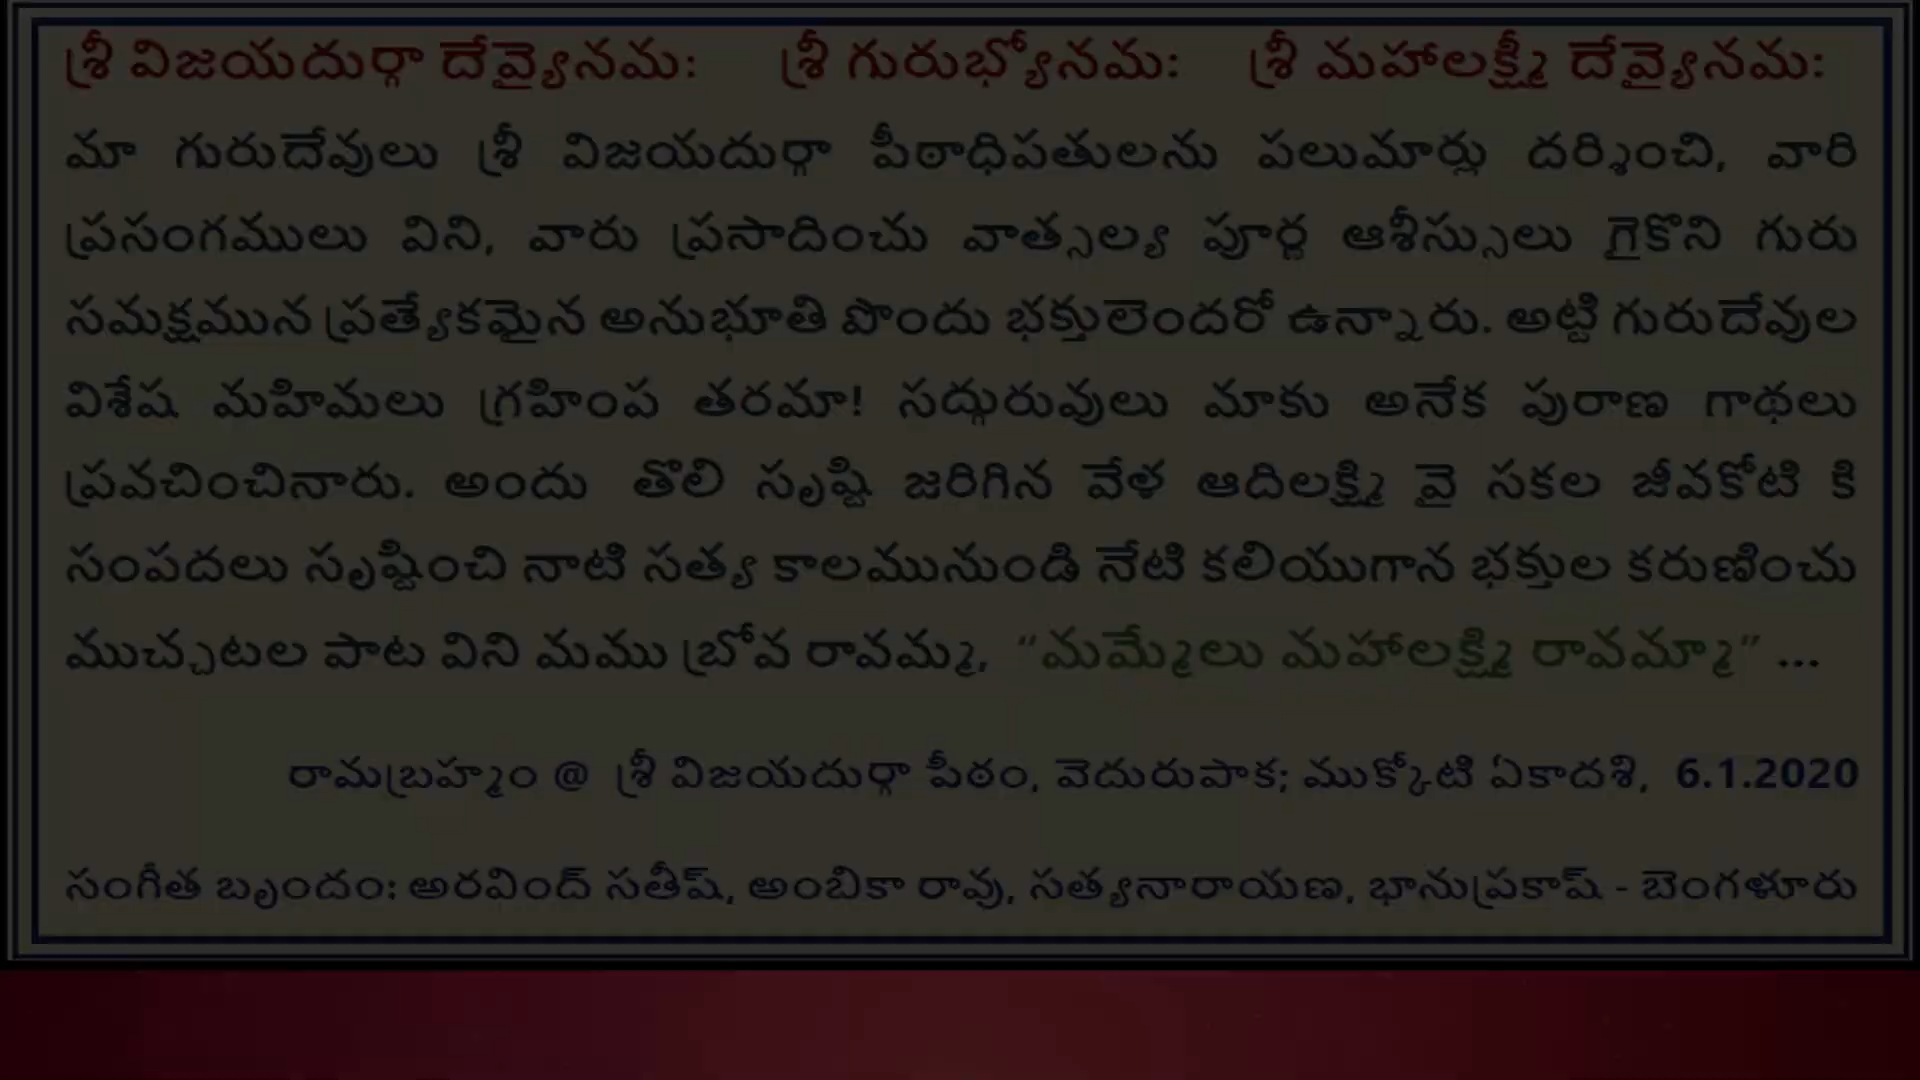 శ్రీ విజయదుర్గా దేవ్యైనమ: శ్రీ గురుభ్యోనమ: శ్రీ మహాలక్ష్మీ దేవ్యైనమ:
మా గురుదేవులు శ్రీ విజయదుర్గా పీఠాధిపతులను పలుమార్లు దర్శించి, వారి
ప్రసంగములు విని, వారు ప్రసాదించు వాత్సల్య పూర్ణ ఆశీస్సులు గైకొని గురు
సమక్షమున ప్రత్యేకమైన అనుభూతి పొందు భక్తులెందరో ఉన్నారు. అట్టి గురుదేవుల
విశేష మహిమలు గ్రహింప తరమా! సద్గురువులు మాకు అనేక పురాణ గాథలు
ప్రవచించినారు. అందు తొలి సృష్టి జరిగిన వేళ ఆదిలక్ష్మి వై సకల జీవకోటి కి
సంపదలు సృష్టించి నాటి సత్య కాలమునుండి నేటి కలియుగాన భక్తుల కరుణించు
ముచ్చటల పాట విని మము బ్రోవ రావమ్మ, “మమ్మేలు మహాలక్ష్మి రావమ్మా” ...
రామబ్రహ్మం @ శ్రీ విజయదుర్గా పీఠం, వెదురుపాక; ముక్కోటి ఏకాదశి, 6.1.2020
సంగీత బృందం: అరవింద్ సతీష్, అంబికా రావు, సత్యనారాయణ, భానుప్రకాష్ - బెంగళూరు